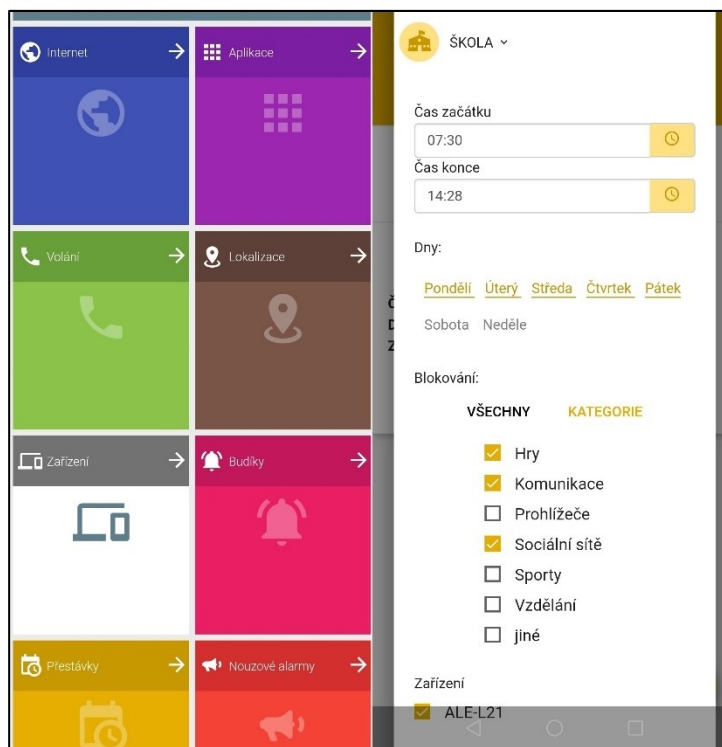 Internet
Aplikace
Volání
Lokalizace
Zařízení
Budíky
Přestávky
Nouzové alarmy
ŠKOLA
Čas začátku
07:30
Čas konce
14:28
Dny:
Pondělí Úterý Středa Čtvrtek Pátek
Sobota Neděle
Blokování:
VŠECHNY KATEGORIE
Hry
Komunikace
Prohlížeče
Sociální sítě
Sporty
Vzdělání
jiné
Zařízení
ALE-L21